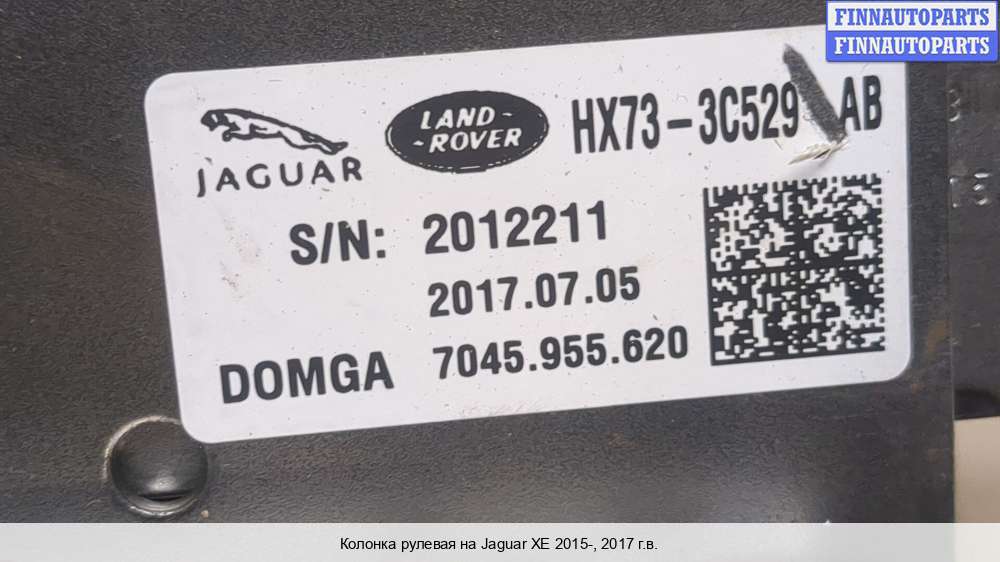 FINNAUTOPARTS
FINNAUTOPARTS
JAGUAR
LAND-
-ROVER
HX73-3C529 AB
S/N: 2012211
2017.07.05
DOMGA 7045.955.620
Колонка рулевая на Jaguar XE 2015-, 2017 г.в.